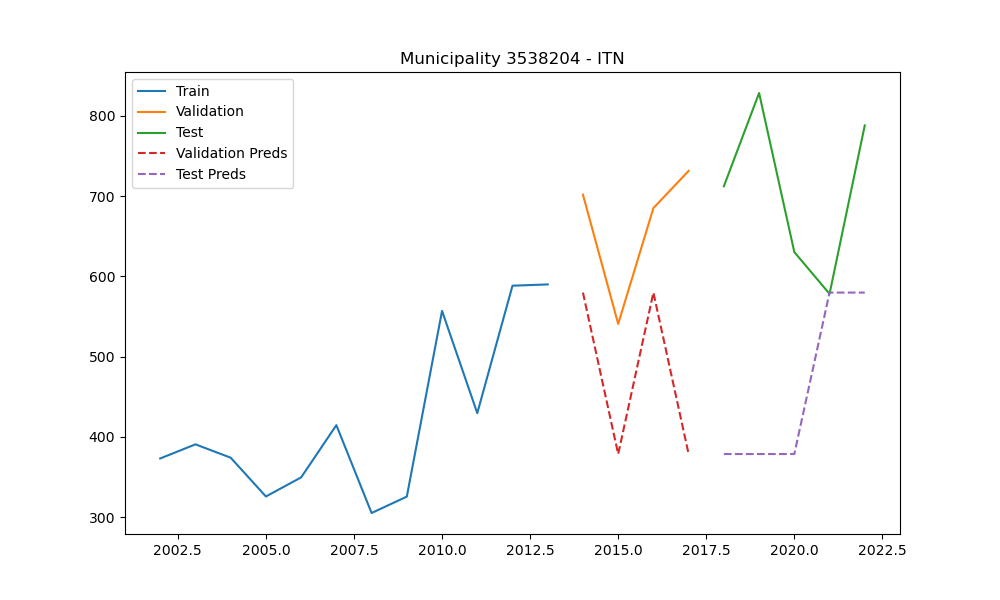 Municipality 3538204 - ITN
Train
Validation
Test
Validation Preds
Test Preds
800
700
600
500
400
300
2002.5 2005.0 2007.5 2010.0 2012.5 2015.0 2017.5 2020.0 2022.5